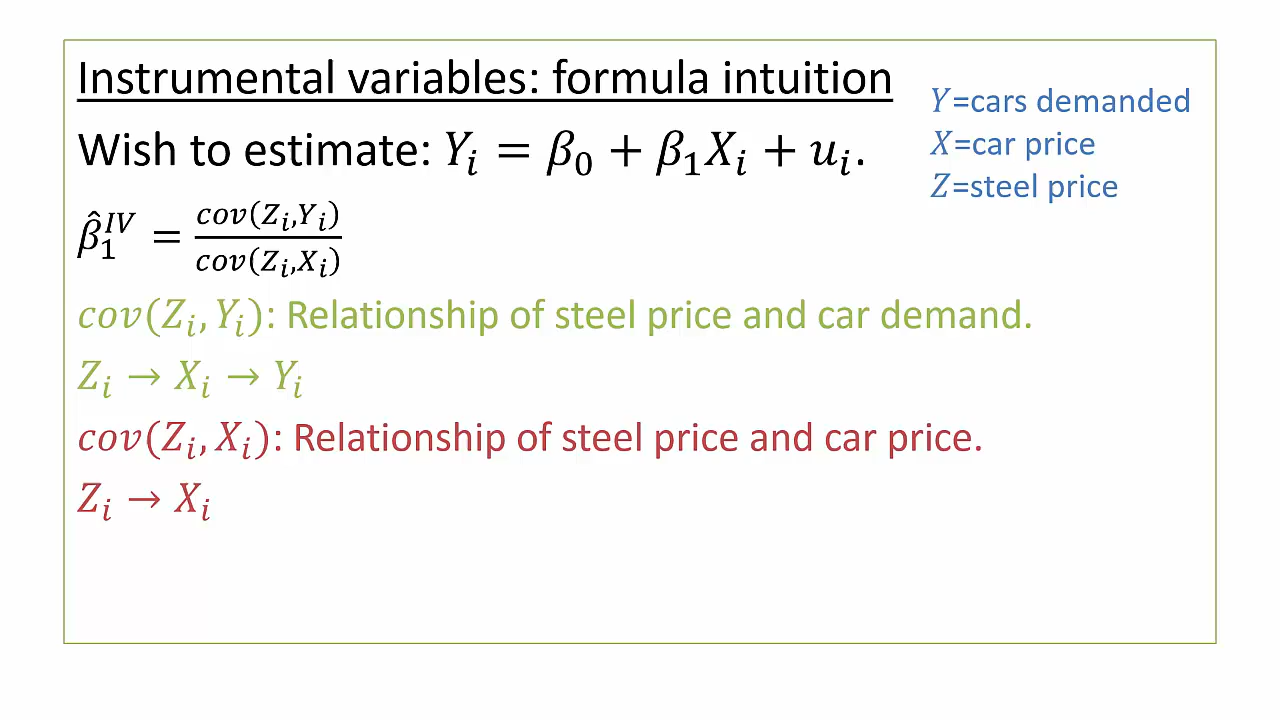 Instrumental variables: formula intuition
Y=cars demanded
X=car price
Z=steel price
Wish to estimate: Yᵢ = β₀ + β₁Xᵢ + uᵢ.
β̂₁ᴵⱽ = cov(Zᵢ,Yᵢ) / cov(Zᵢ,Xᵢ)
cov(Zᵢ, Yᵢ): Relationship of steel price and car demand.
Zᵢ → Xᵢ → Yᵢ
cov(Zᵢ, Xᵢ): Relationship of steel price and car price.
Zᵢ → Xᵢ